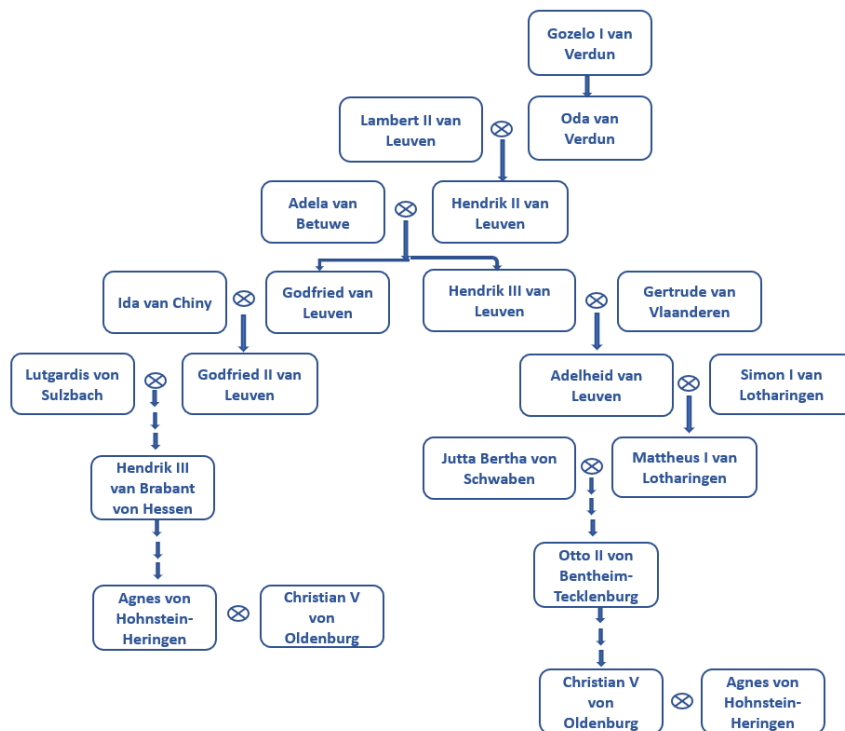 Gozelo I van
Verdun
Lambert II van
Leuven
Oda van
Verdun
Adela van
Betuwe
Hendrik II van
Leuven
Ida van Chiny
Godfried van
Leuven
Hendrik III van
Leuven
Gertrude van
Vlaanderen
Lutgardis von
Sulzbach
Godfried II van
Leuven
Adelheid van
Leuven
Simon I van
Lotharingen
Hendrik III
van Brabant
von Hessen
Jutta Bertha von
Schwaben
Mattheus I van
Lotharingen
Otto II von
Bentheim-
Tecklenburg
Agnes von
Hohnstein-
Heringen
Christian V
von
Oldenburg
Christian V
von
Oldenburg
Agnes von
Hohnstein-
Heringen